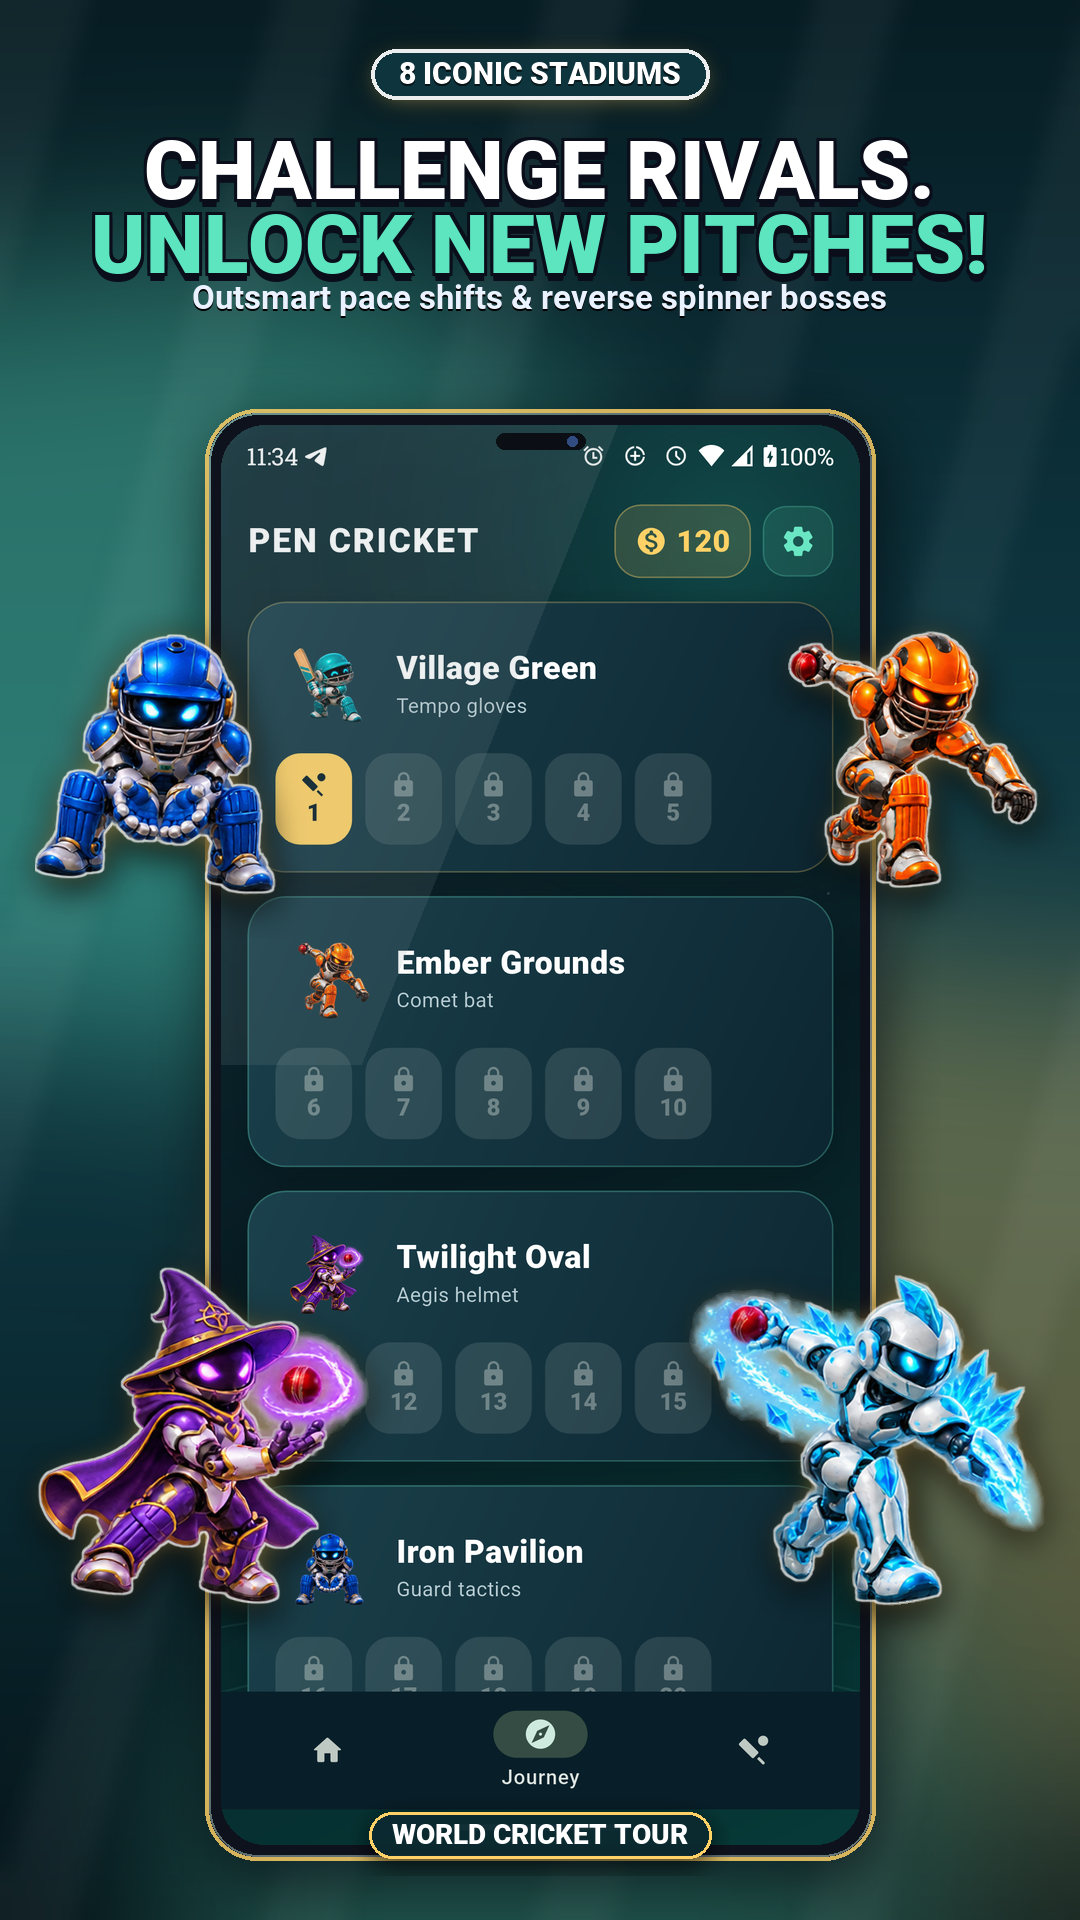 8 ICONIC STADIUMS
CHALLENGE RIVALS.
UNLOCK NEW PITCHES!
Outsmart pace shifts & reverse spinner bosses
11:34
100%
PEN CRICKET
120
Village Green
Tempo gloves
1 2 3 4 5
Ember Grounds
Comet bat
6 7 8 9 10
Twilight Oval
Aegis helmet
12 13 14 15
Iron Pavilion
Guard tactics
Journey
WORLD CRICKET TOUR